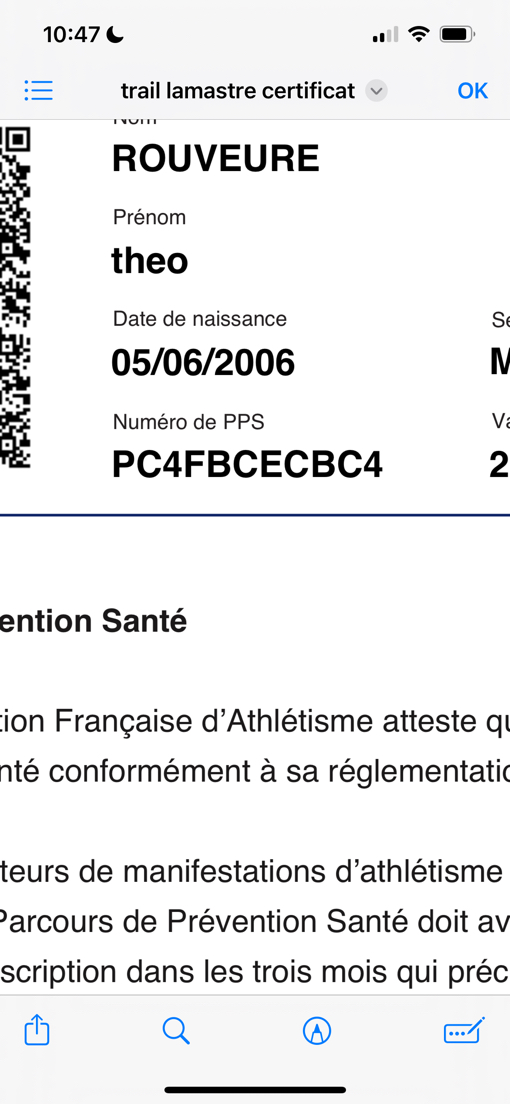 10:47
trail lamastre certificat
OK
Nom
ROUVEURE
Prénom
theo
Date de naissance
05/06/2006
Numéro de PPS
PC4FBCECBC4
Se
M
Va
2
ention Santé
tion Française d’Athlétisme atteste qu
nté conformément à sa réglementatio
teurs de manifestations d’athlétisme
Parcours de Prévention Santé doit av
scription dans les trois mois qui préc